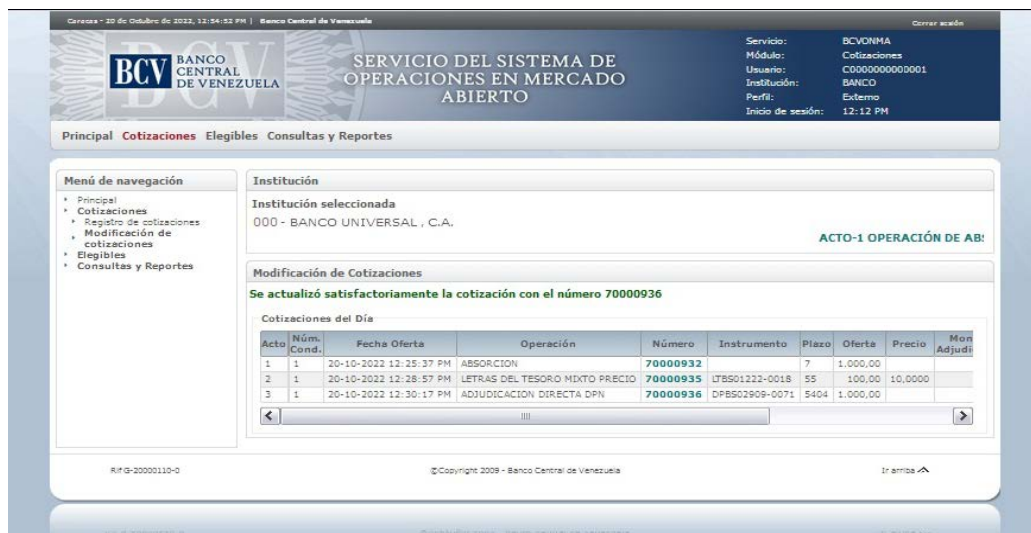 Caracas - 20 de Octubre de 2022, 12:54:52 PM | Banco Central de Venezuela
Cerrar sesión
BCV BANCO CENTRAL DE VENEZUELA
SERVICIO DEL SISTEMA DE
OPERACIONES EN MERCADO
ABIERTO
Servicio: BCVONMA
Módulo: Cotizaciones
Usuario: C0000000000001
Institución: BANCO
Perfil: Externo
Inicio de sesión: 12:12 PM
Principal Cotizaciones Elegibles Consultas y Reportes
Menú de navegación
Principal
Cotizaciones
Registro de cotizaciones
Modificación de
cotizaciones
Elegibles
Consultas y Reportes
Institución
Institución seleccionada
000 - BANCO UNIVERSAL , C.A.
ACTO-1 OPERACIÓN DE AB
Modificación de Cotizaciones
Se actualizó satisfactoriamente la cotización con el número 70000936
Cotizaciones del Día
Acto Núm. Cond. Fecha Oferta Operación Número Instrumento Plazo Oferta Precio Mon Adjudi
1 1 20-10-2022 12:25:37 PM ABSORCION 70000932 7 1.000,00
2 1 20-10-2022 12:28:57 PM LETRAS DEL TESORO MIXTO PRECIO 70000935 LTBS01222-0018 55 100,00 10,0000
3 1 20-10-2022 12:30:17 PM ADJUDICACION DIRECTA DPN 70000936 DPBS02909-0071 5404 1.000,00
Rif G-20000110-0
©Copyright 2009 - Banco Central de Venezuela
Ir arriba